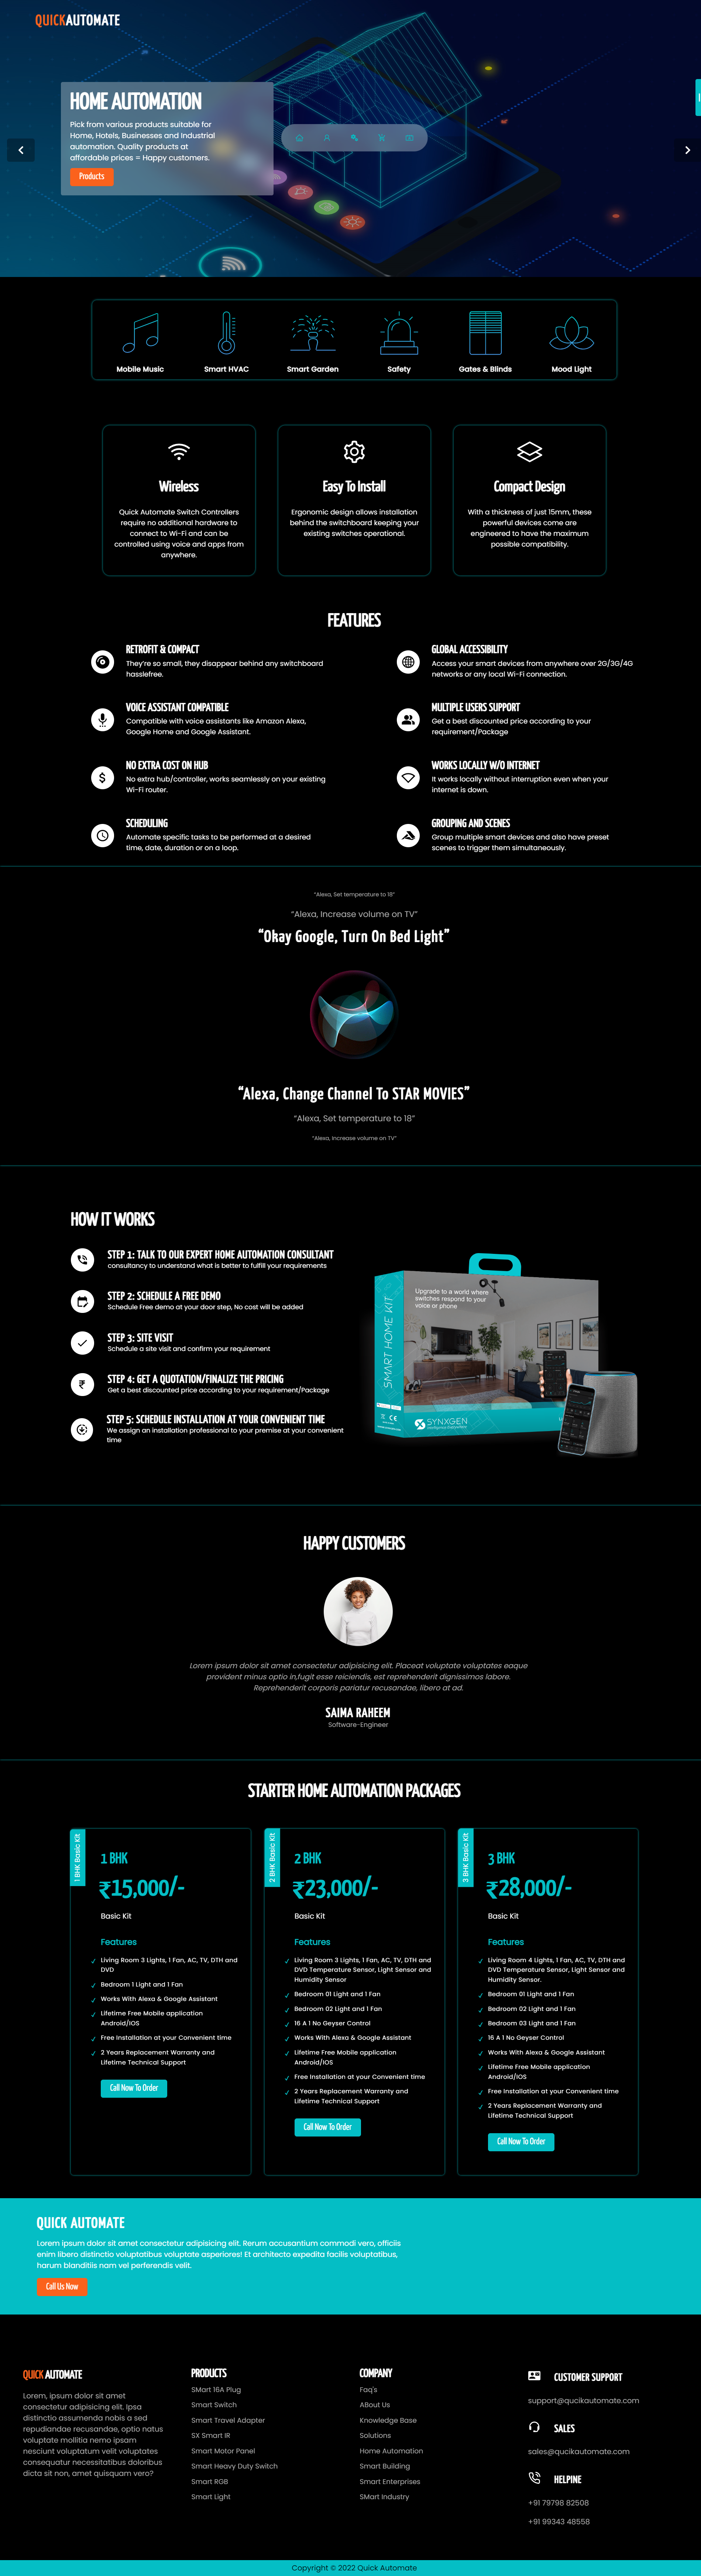 QUICKAUTOMATE
HOME AUTOMATION
Pick from various products suitable for
Home, Hotels, Businesses and Industrial
automation. Quality products at
affordable prices = Happy customers.
Products
Mobile Music
Smart HVAC
Smart Garden
Safety
Gates & Blinds
Mood Light
Wireless
Quick Automate Switch Controllers
require no additional hardware to
connect to Wi-Fi and can be
controlled using voice and apps from
anywhere.
Easy To Install
Ergonomic design allows installation
behind the switchboard keeping your
existing switches operational.
Compact Design
With a thickness of just 15mm, these
powerful devices come are
engineered to have the maximum
possible compatibility.
FEATURES
RETROFIT & COMPACT
They're so small, they disappear behind any switchboard
hasslefree.
GLOBAL ACCESSIBILITY
Access your smart devices from anywhere over 2G/3G/4G
networks or any local Wi-Fi connection.
VOICE ASSISTANT COMPATIBLE
Compatible with voice assistants like Amazon Alexa,
Google Home and Google Assistant.
MULTIPLE USERS SUPPORT
Get a best discounted price according to your
requirement/Package
NO EXTRA COST ON HUB
No extra hub/controller, works seamlessly on your existing
Wi-Fi router.
WORKS LOCALLY W/O INTERNET
It works locally without interruption even when your
internet is down.
SCHEDULING
Automate specific tasks to be performed at a desired
time, date, duration or on a loop.
GROUPING AND SCENES
Group multiple smart devices and also have preset
scenes to trigger them simultaneously.
"Alexa, Set temperature to 18"
"Alexa, Increase volume on TV"
"Okay Google, Turn On Bed Light"
"Alexa, Change Channel To STAR MOVIES"
"Alexa, Set temperature to 18"
"Alexa, Increase volume on TV"
HOW IT WORKS
STEP 1: TALK TO OUR EXPERT HOME AUTOMATION CONSULTANT
consultancy to understand what is better to fulfill your requirements
STEP 2: SCHEDULE A FREE DEMO
Schedule Free demo at your door step, No cost will be added
STEP 3: SITE VISIT
Schedule a site visit and confirm your requirement
STEP 4: GET A QUOTATION/FINALIZE THE PRICING
Get a best discounted price according to your requirement/Package
STEP 5: SCHEDULE INSTALLATION AT YOUR CONVENIENT TIME
We assign an installation professional to your premise at your convenient
time
Upgrade to a world where
switches respond to your
voice or phone
SMART HOME KIT
SYNXGEN
HAPPY CUSTOMERS
Lorem ipsum dolor sit amet consectetur adipisicing elit. Placeat voluptate voluptates eaque
provident minus optio in,fugit esse reiciendis, est reprehenderit dignissimos labore.
Reprehenderit corporis pariatur recusandae, libero at ad.
SAIMA RAHEEM
Software-Engineer
STARTER HOME AUTOMATION PACKAGES
1 BHK Basic Kit
1 BHK
₹15,000/-
Basic Kit
Features
Living Room 3 Lights, 1 Fan, AC, TV, DTH and
DVD
Bedroom 1 Light and 1 Fan
Works With Alexa & Google Assistant
Lifetime Free Mobile application
Android/iOS
Free Installation at your Convenient time
2 Years Replacement Warranty and
Lifetime Technical Support
Call Now To Order
2 BHK Basic Kit
2 BHK
₹23,000/-
Basic Kit
Features
Living Room 3 Lights, 1 Fan, AC, TV, DTH and
DVD Temperature Sensor, Light Sensor and
Humidity Sensor
Bedroom 01 Light and 1 Fan
Bedroom 02 Light and 1 Fan
16 A 1 No Geyser Control
Works With Alexa & Google Assistant
Lifetime Free Mobile application
Android/iOS
Free Installation at your Convenient time
2 Years Replacement Warranty and
Lifetime Technical Support
Call Now To Order
3 BHK Basic Kit
3 BHK
₹28,000/-
Basic Kit
Features
Living Room 4 Lights, 1 Fan, AC, TV, DTH and
DVD Temperature Sensor, Light Sensor and
Humidity Sensor.
Bedroom 01 Light and 1 Fan
Bedroom 02 Light and 1 Fan
Bedroom 03 Light and 1 Fan
16 A 1 No Geyser Control
Works With Alexa & Google Assistant
Lifetime Free Mobile application
Android/iOS
Free Installation at your Convenient time
2 Years Replacement Warranty and
Lifetime Technical Support
Call Now To Order
QUICK AUTOMATE
Lorem ipsum dolor sit amet consectetur adipisicing elit. Rerum accusantium commodi vero, officiis
enim libero distinctio voluptatibus voluptate asperiores! Et architecto expedita facilis voluptatibus,
harum blanditiis nam vel perferendis velit.
Call Us Now
QUICK AUTOMATE
Lorem, ipsum dolor sit amet
consectetur adipisicing elit. Ipsa
distinctio assumenda nobis a sed
repudiandae recusandae, optio natus
voluptate mollitia nemo ipsam
nesciunt voluptatum velit voluptates
consequatur necessitatibus doloribus
dicta sit non, amet quisquam vero?
PRODUCTS
SMart 16A Plug
Smart Switch
Smart Travel Adapter
SX Smart IR
Smart Motor Panel
Smart Heavy Duty Switch
Smart RGB
Smart Light
COMPANY
Faq's
ABout Us
Knowledge Base
Solutions
Home Automation
Smart Building
Smart Enterprises
SMart Industry
CUSTOMER SUPPORT
support@qucikautomate.com
SALES
sales@qucikautomate.com
HELPINE
+91 79798 82508
+91 99343 48558
Copyright © 2022 Quick Automate